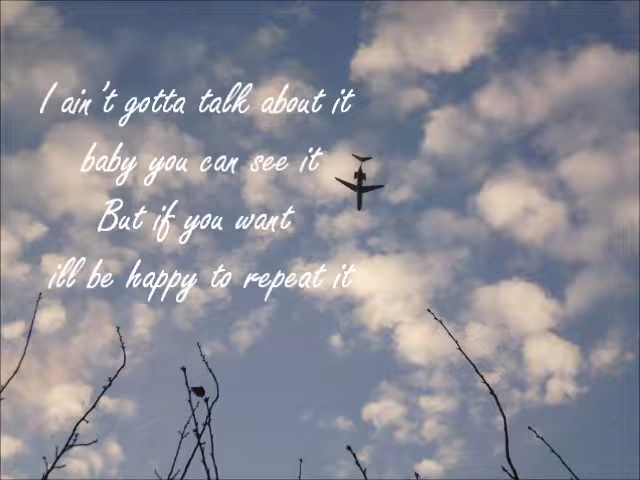 I ain't gotta talk about it
baby you can see it
But if you want
ill be happy to repeat it